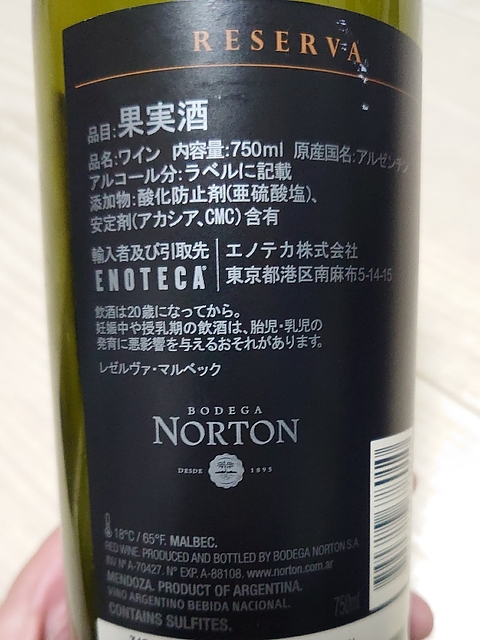 RESERVA
品目:果実酒
品名:ワイン 内容量:750ml 原産国名:アルゼンチン
アルコール分:ラベルに記載
添加物:酸化防止剤(亜硫酸塩)、
安定剤(アカシア、CMC)含有
輸入者及び引取先
ENOTECA
エノテカ株式会社
東京都港区南麻布5-14-15
飲酒は20歳になってから。
妊娠中や授乳期の飲酒は、胎児・乳児の
発育に悪影響を与えるおそれがあります。
レゼルヴァ・マルベック
BODEGA
NORTON
DESDE 1895
18°C / 65°F. MALBEC.
RED WINE. PRODUCED AND BOTTLED BY BODEGA NORTON S.A.
INV Nº A-70427. Nº EXP. A-88108. www.norton.com.ar
MENDOZA. PRODUCT OF ARGENTINA.
VINO ARGENTINO BEBIDA NACIONAL.
CONTAINS SULFITES.
750ml